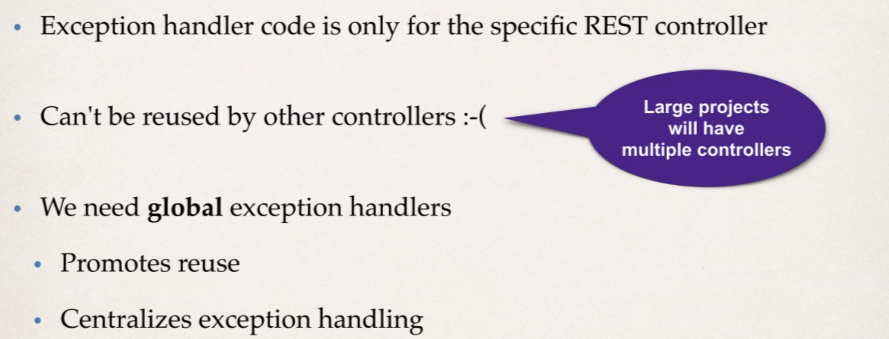 Exception handler code is only for the specific REST controller
Can't be reused by other controllers :-(
Large projects
will have
multiple controllers
We need global exception handlers
Promotes reuse
Centralizes exception handling